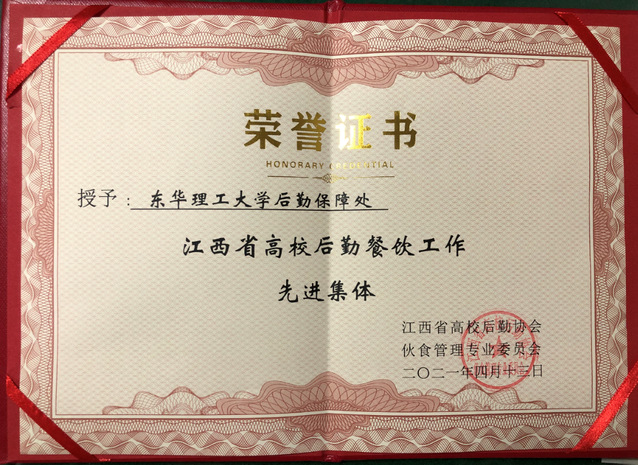 荣誉证书
HONORARY CREDENTIAL
授予：东华理工大学后勤保障处
江西省高校后勤餐饮工作
先进集体
江西省高校后勤协会
伙食管理专业委员会
二〇二一年四月十三日